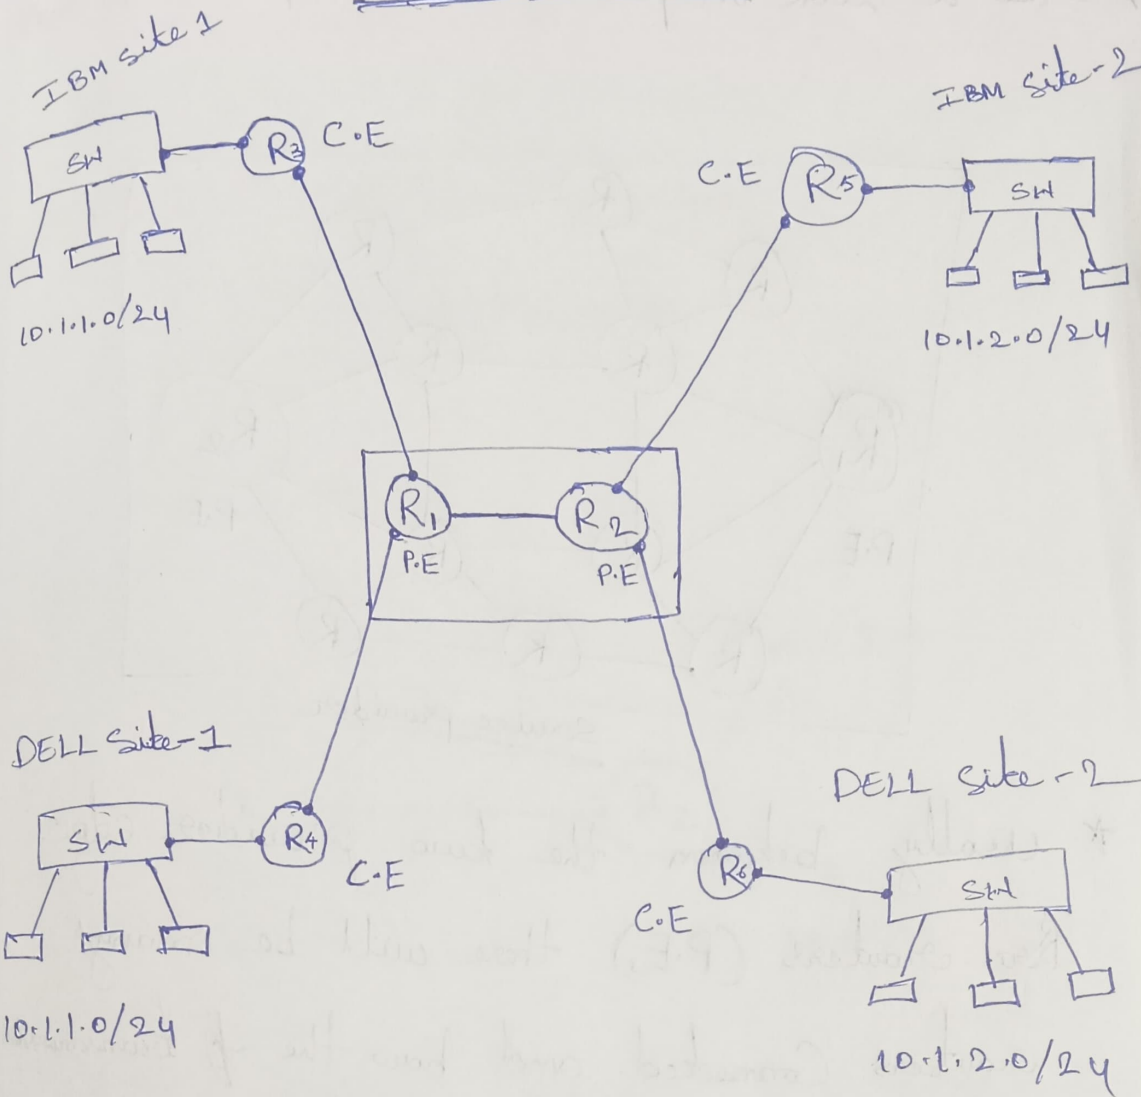 IBM site 1
IBM site-2
SW
R3
C.E
C.E
R5
SW
10.1.1.0/24
10.1.2.0/24
R1
R2
P.E
P.E
DELL Site-1
DELL Site-2
SW
R4
C.E
R6
SW
C.E
10.1.1.0/24
10.1.2.0/24